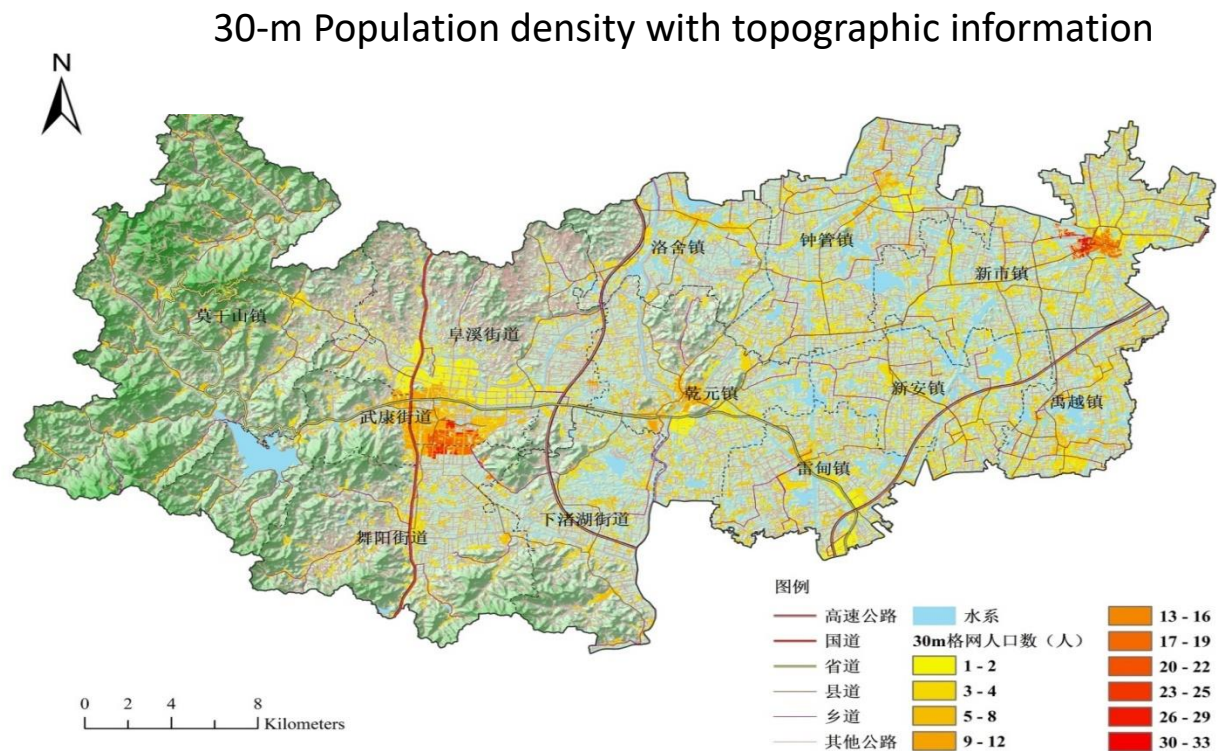 30-m Population density with topographic information
N
洛舍镇
钟管镇
新市镇
莫干山镇
阜溪街道
武康街道
乾元镇
新安镇
禹越镇
雷甸镇
下渚湖街道
舞阳街道
图例
高速公路
国道
省道
县道
乡道
其他公路
水系
30m格网人口数（人）
1 - 2
3 - 4
5 - 8
9 - 12
13 - 16
17 - 19
20 - 22
23 - 25
26 - 29
30 - 33
0 2 4 8
Kilometers